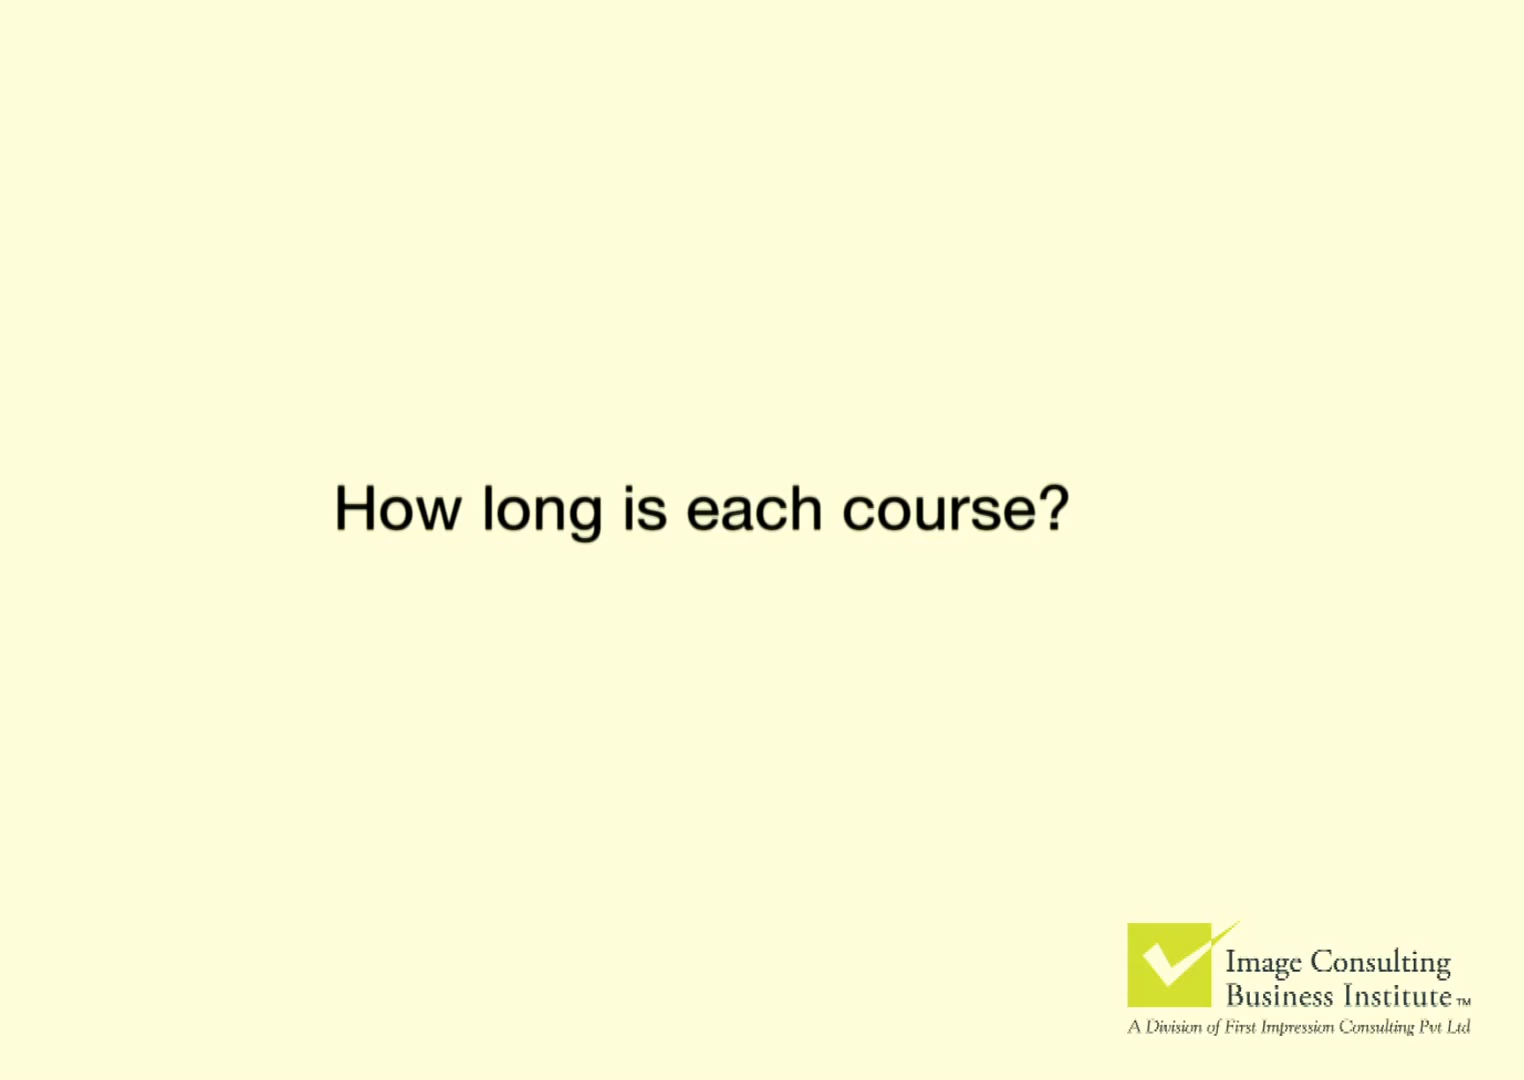 How long is each course?
Image Consulting
Business Institute™
A Division of First Impression Consulting Pvt Ltd